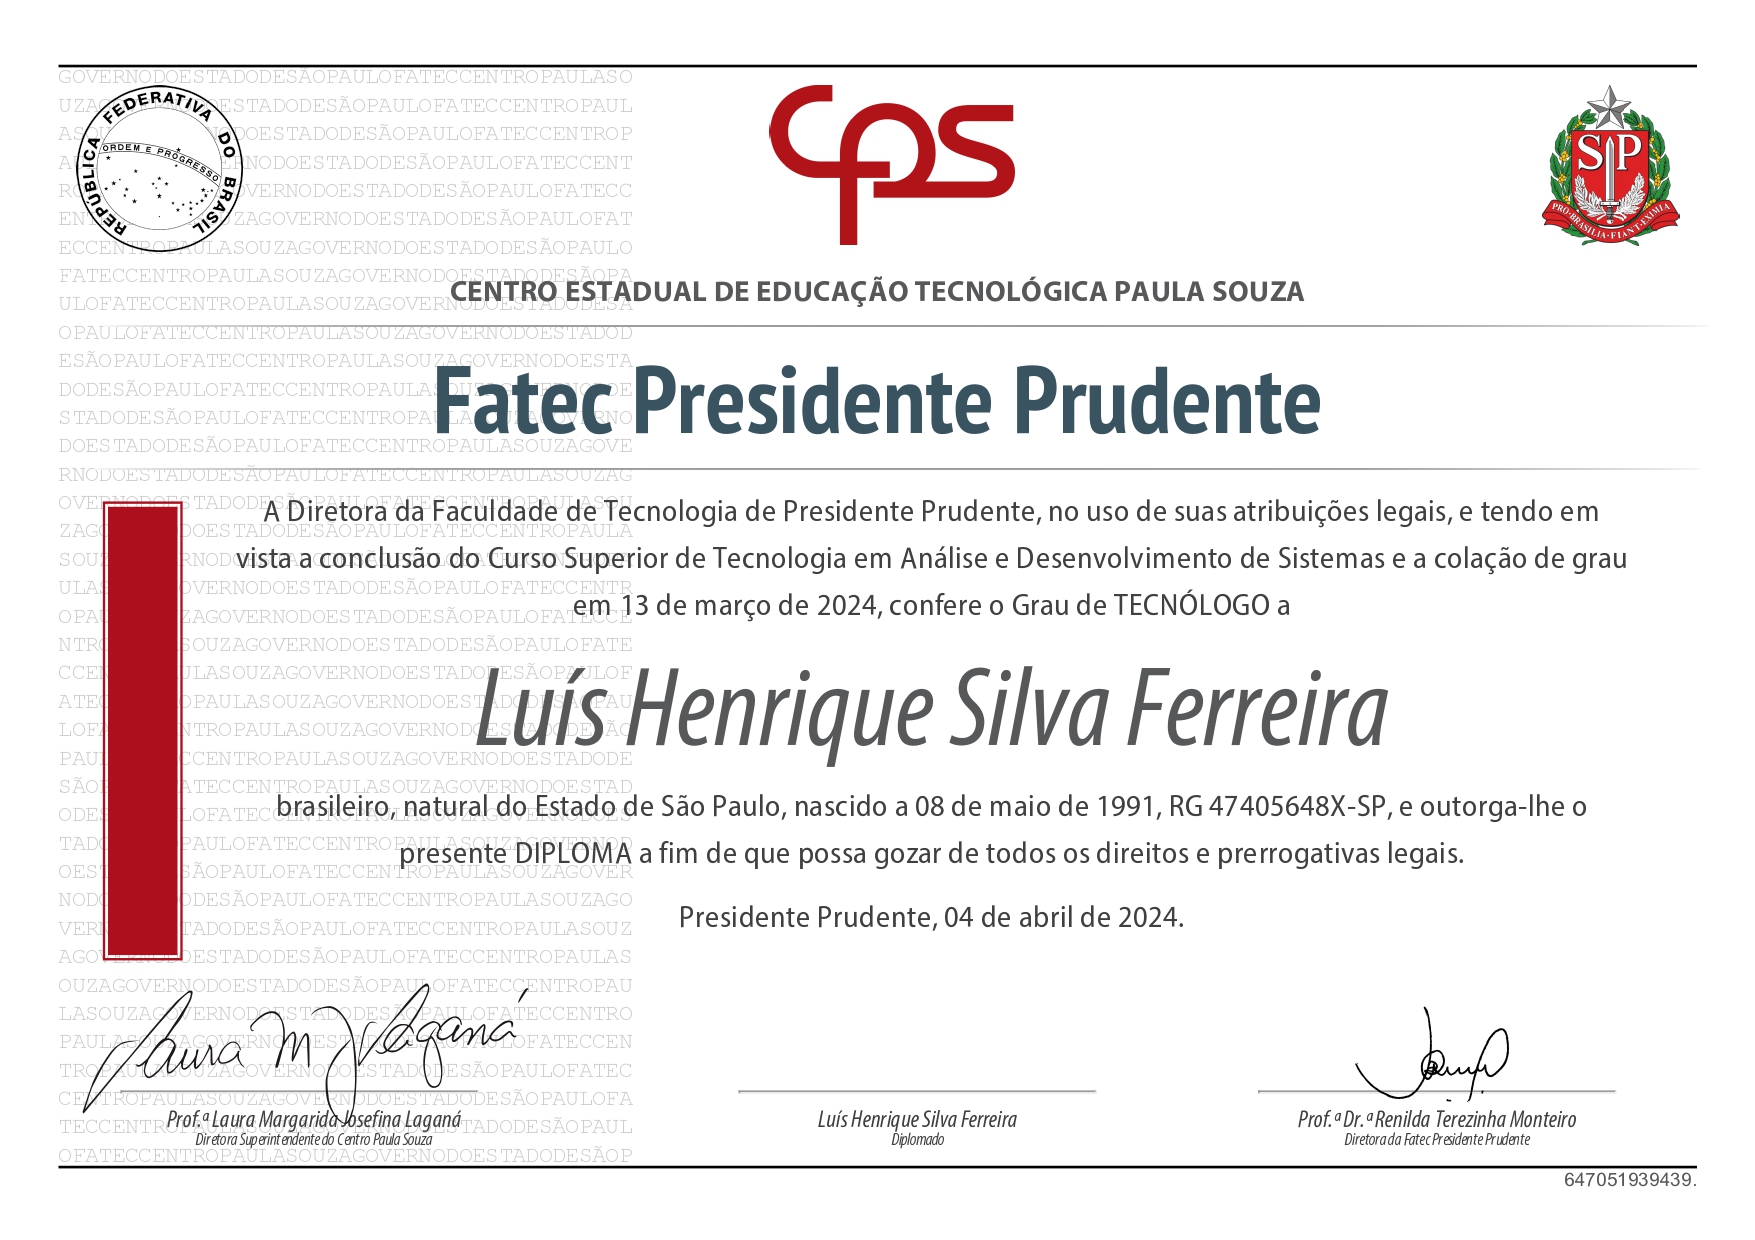 REPÚBLICA FEDERATIVA DO BRASIL
ORDEM E PROGRESSO
cps
SP
PRO·BRASILIA·FIANT·EXIMIA
CENTRO ESTADUAL DE EDUCAÇÃO TECNOLÓGICA PAULA SOUZA
Fatec Presidente Prudente
A Diretora da Faculdade de Tecnologia de Presidente Prudente, no uso de suas atribuições legais, e tendo em
vista a conclusão do Curso Superior de Tecnologia em Análise e Desenvolvimento de Sistemas e a colação de grau
em 13 de março de 2024, confere o Grau de TECNÓLOGO a
Luís Henrique Silva Ferreira
brasileiro, natural do Estado de São Paulo, nascido a 08 de maio de 1991, RG 47405648X-SP, e outorga-lhe o
presente DIPLOMA a fim de que possa gozar de todos os direitos e prerrogativas legais.
Presidente Prudente, 04 de abril de 2024.
Laura M J Laganá
Prof.ª Laura Margarida Josefina Laganá
Diretora Superintendente do Centro Paula Souza
Luís Henrique Silva Ferreira
Diplomado
Prof.ª Dr.ª Renilda Terezinha Monteiro
Diretora da Fatec Presidente Prudente
647051939439.